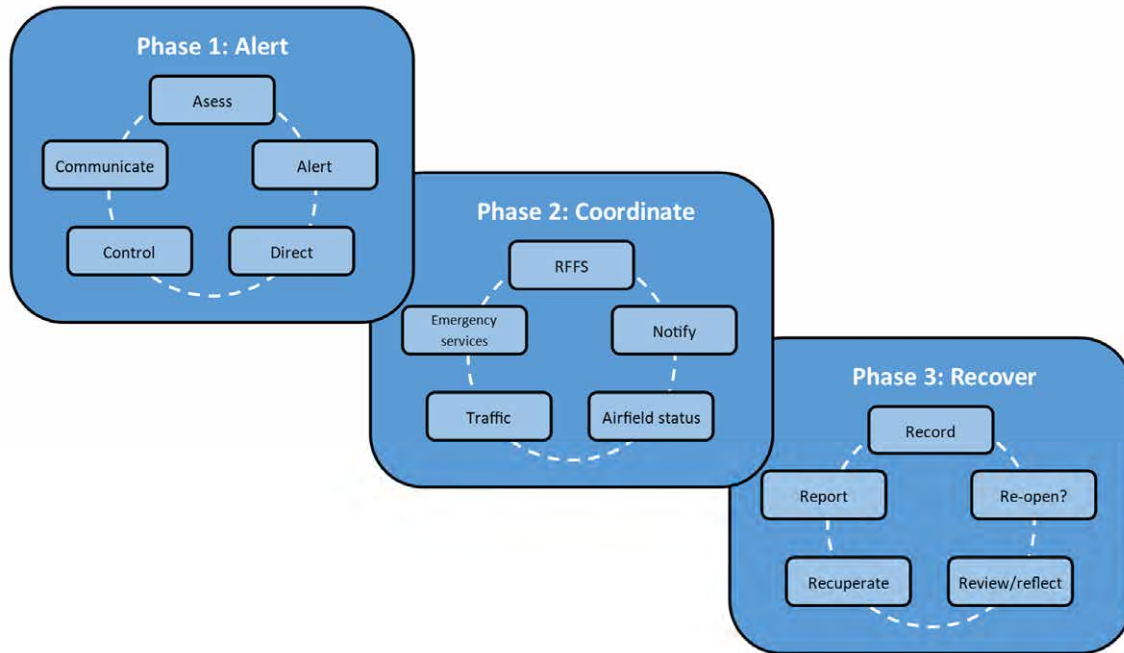 Phase 1: Alert
Asess
Communicate
Alert
Control
Direct
Phase 2: Coordinate
RFFS
Emergency
services
Notify
Traffic
Airfield status
Phase 3: Recover
Record
Report
Re-open?
Recuperate
Review/reflect